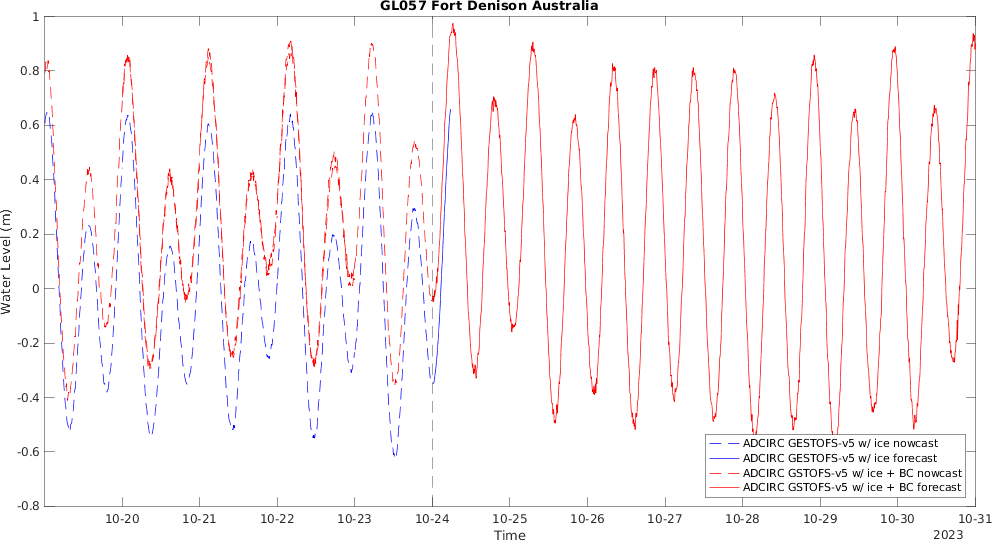 GL057 Fort Denison Australia
1
0.8
0.6
0.4
0.2
0
-0.2
-0.4
-0.6
-0.8
Water Level (m)
ADCIRC GESTOFS-v5 w/ ice nowcast
ADCIRC GESTOFS-v5 w/ ice forecast
ADCIRC GSTOFS-v5 w/ ice + BC nowcast
ADCIRC GSTOFS-v5 w/ ice + BC forecast
10-20 10-21 10-22 10-23 10-24 10-25 10-26 10-27 10-28 10-29 10-30 10-31
Time
2023